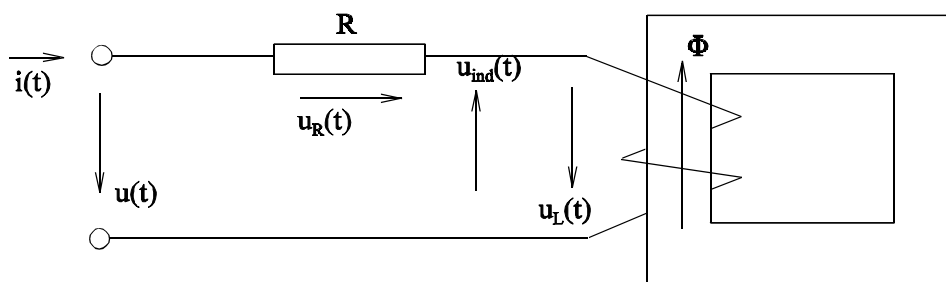 R
Φ
i(t)
u_ind(t)
u_R(t)
u(t)
u_L(t)